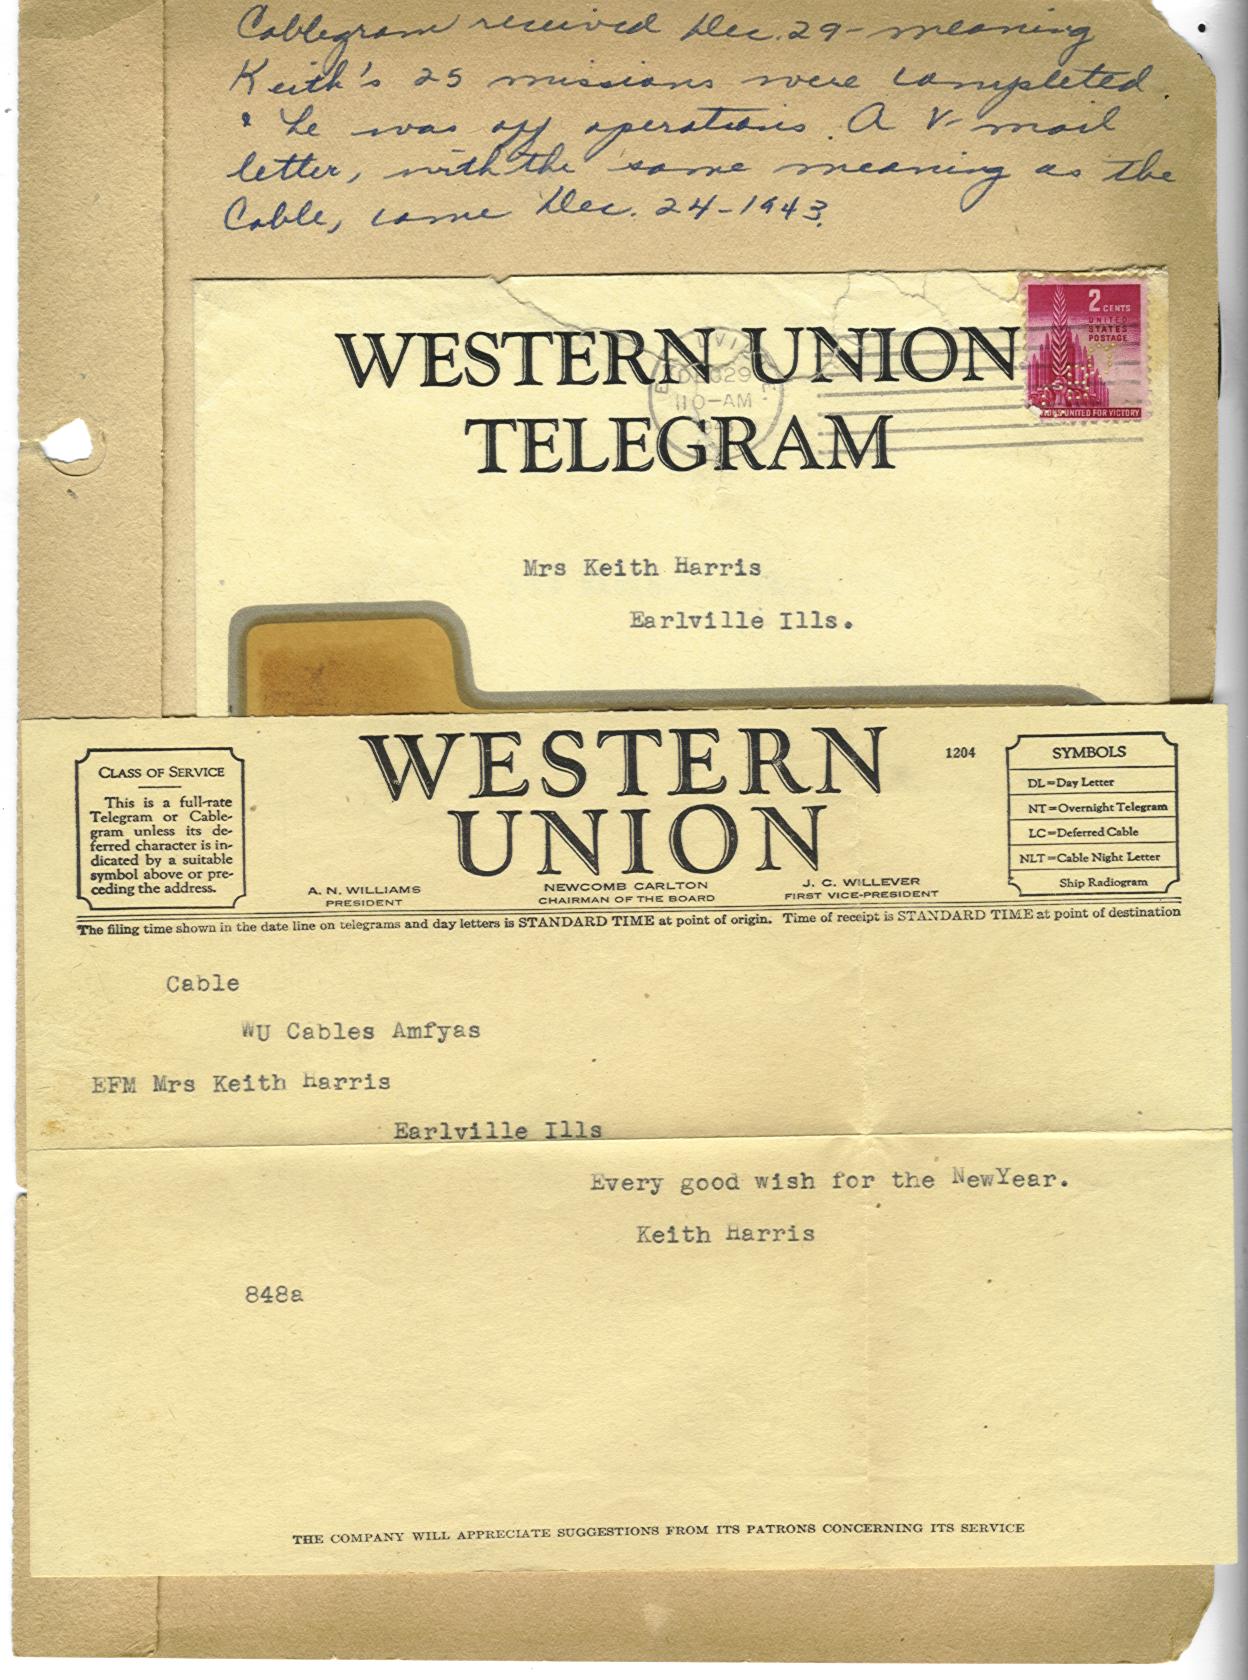 Cablegram received Dec. 29 - meaning
Keith's 25 missions were completed.
& he was off operations. A V-mail
letter, with the same meaning as the
Cable, came Dec. 24-1943.
WESTERN UNION
TELEGRAM
DEC 29
11 0-AM
2 CENTS
UNITED
STATES
POSTAGE
UNITED FOR VICTORY
Mrs Keith Harris
Earlville Ills.
CLASS OF SERVICE
This is a full-rate
Telegram or Cable-
gram unless its de-
ferred character is in-
dicated by a suitable
symbol above or pre-
ceding the address.
WESTERN
UNION
1204
A. N. WILLIAMS
PRESIDENT
NEWCOMB CARLTON
CHAIRMAN OF THE BOARD
J. C. WILLEVER
FIRST VICE-PRESIDENT
SYMBOLS
DL=Day Letter
NT=Overnight Telegram
LC=Deferred Cable
NLT=Cable Night Letter
Ship Radiogram
The filing time shown in the date line on telegrams and day letters is STANDARD TIME at point of origin. Time of receipt is STANDARD TIME at point of destination
Cable
WU Cables Amfyas
EFM Mrs Keith Harris
Earlville Ills
Every good wish for the NewYear.
Keith Harris
848a
THE COMPANY WILL APPRECIATE SUGGESTIONS FROM ITS PATRONS CONCERNING ITS SERVICE